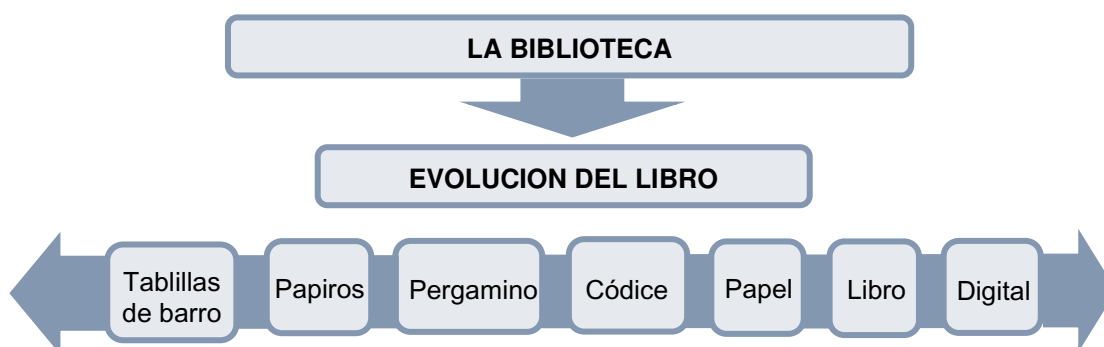 LA BIBLIOTECA
EVOLUCION DEL LIBRO
Tablillas
de barro
Papiros
Pergamino
Códice
Papel
Libro
Digital